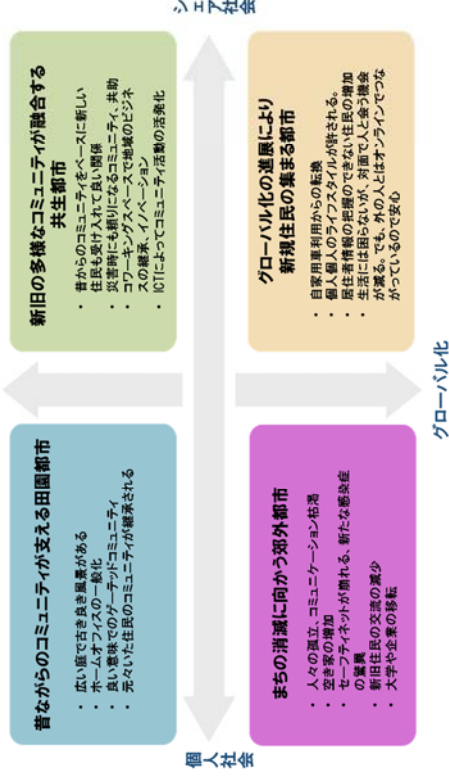 昔ながらのコミュニティが支える田園都市
・ 広い庭で古き良き風景がある
・ ホームオフィスの一般化
・ 良い意味でのゲーテッドコミュニティ
・ 元々いた住民のコミュニティが継承される
新旧の多様なコミュニティが融合する
共生都市
・ 昔からのコミュニティをベースに新しい
住民も受け入れて良い関係
・ 災害時にも頼りになるコミュニティ、共助
・ コワーキングスペースで地域のビジネ
スの継承、イノベーション
・ ICTによってコミュニティ活動の活発化
個人社会
シェア社会
まちの消滅に向かう郊外都市
・ 人々の孤立、コミュニケーション枯渇
・ 空き家の増加
・ セーフティネットが崩れる、新たな感染症
の驚異
・ 新旧住民の交流の減少
・ 大学や企業の移転
グローバル化の進展により
新規住民の集まる都市
・ 自家用車利用からの転換
・ 個人個人のライフスタイルが許される。
・ 居住者情報の把握のできない住民の増加
・ 生活には困らないが、対面で人と会う機会
が減る。でも、外の人とはオンラインでつな
がっているので安心
グローバル化